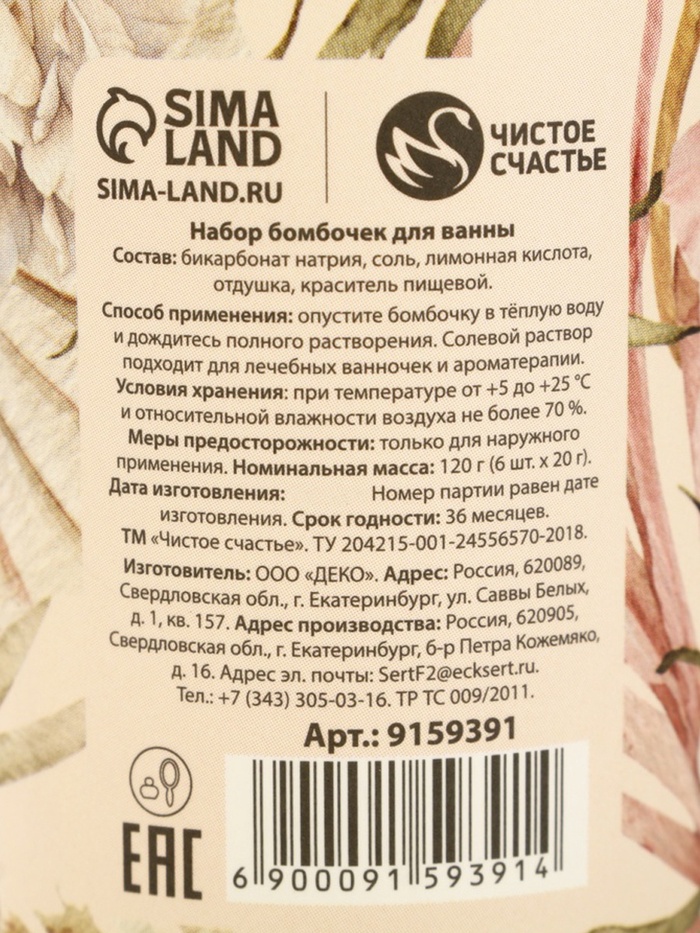 SIMA
LAND
SIMA-LAND.RU
ЧИСТОЕ
СЧАСТЬЕ
Набор бомбочек для ванны
Состав: бикарбонат натрия, соль, лимонная кислота,
отдушка, краситель пищевой.
Способ применения: опустите бомбочку в тёплую воду
и дождитесь полного растворения. Солевой раствор
подходит для лечебных ванночек и ароматерапии.
Условия хранения: при температуре от +5 до +25 °С
и относительной влажности воздуха не более 70 %.
Меры предосторожности: только для наружного
применения. Номинальная масса: 120 г (6 шт. х 20 г).
Дата изготовления: Номер партии равен дате
изготовления. Срок годности: 36 месяцев.
ТМ «Чистое счастье». ТУ 204215-001-24556570-2018.
Изготовитель: ООО «ДЕКО». Адрес: Россия, 620089,
Свердловская обл., г. Екатеринбург, ул. Саввы Белых,
д. 1, кв. 157. Адрес производства: Россия, 620905,
Свердловская обл., г. Екатеринбург, б-р Петра Кожемяко,
д. 16. Адрес эл. почты: SertF2@ecksert.ru.
Тел.: +7 (343) 305-03-16. ТР ТС 009/2011.
Арт.: 9159391
EAC
6 900091 593914